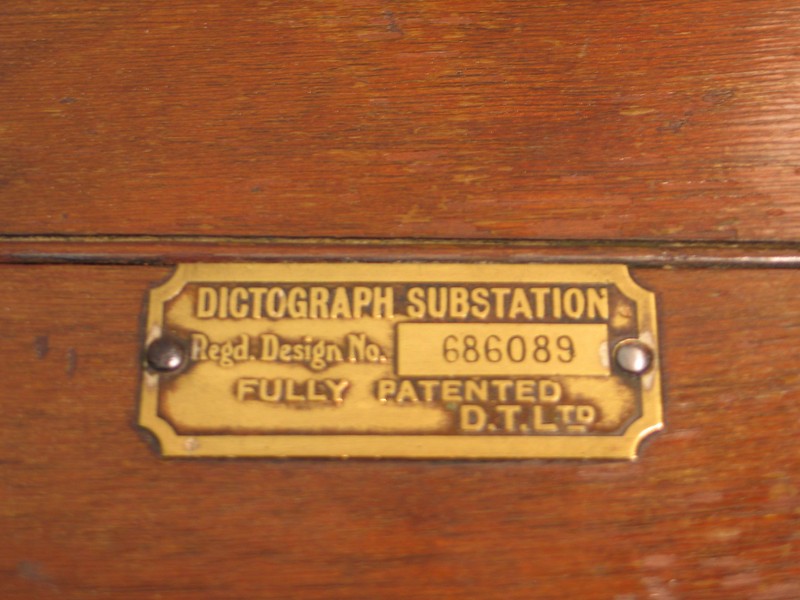 DICTOGRAPH SUBSTATION
Regd. Design No. 686089
FULLY PATENTED
D.T. LTD